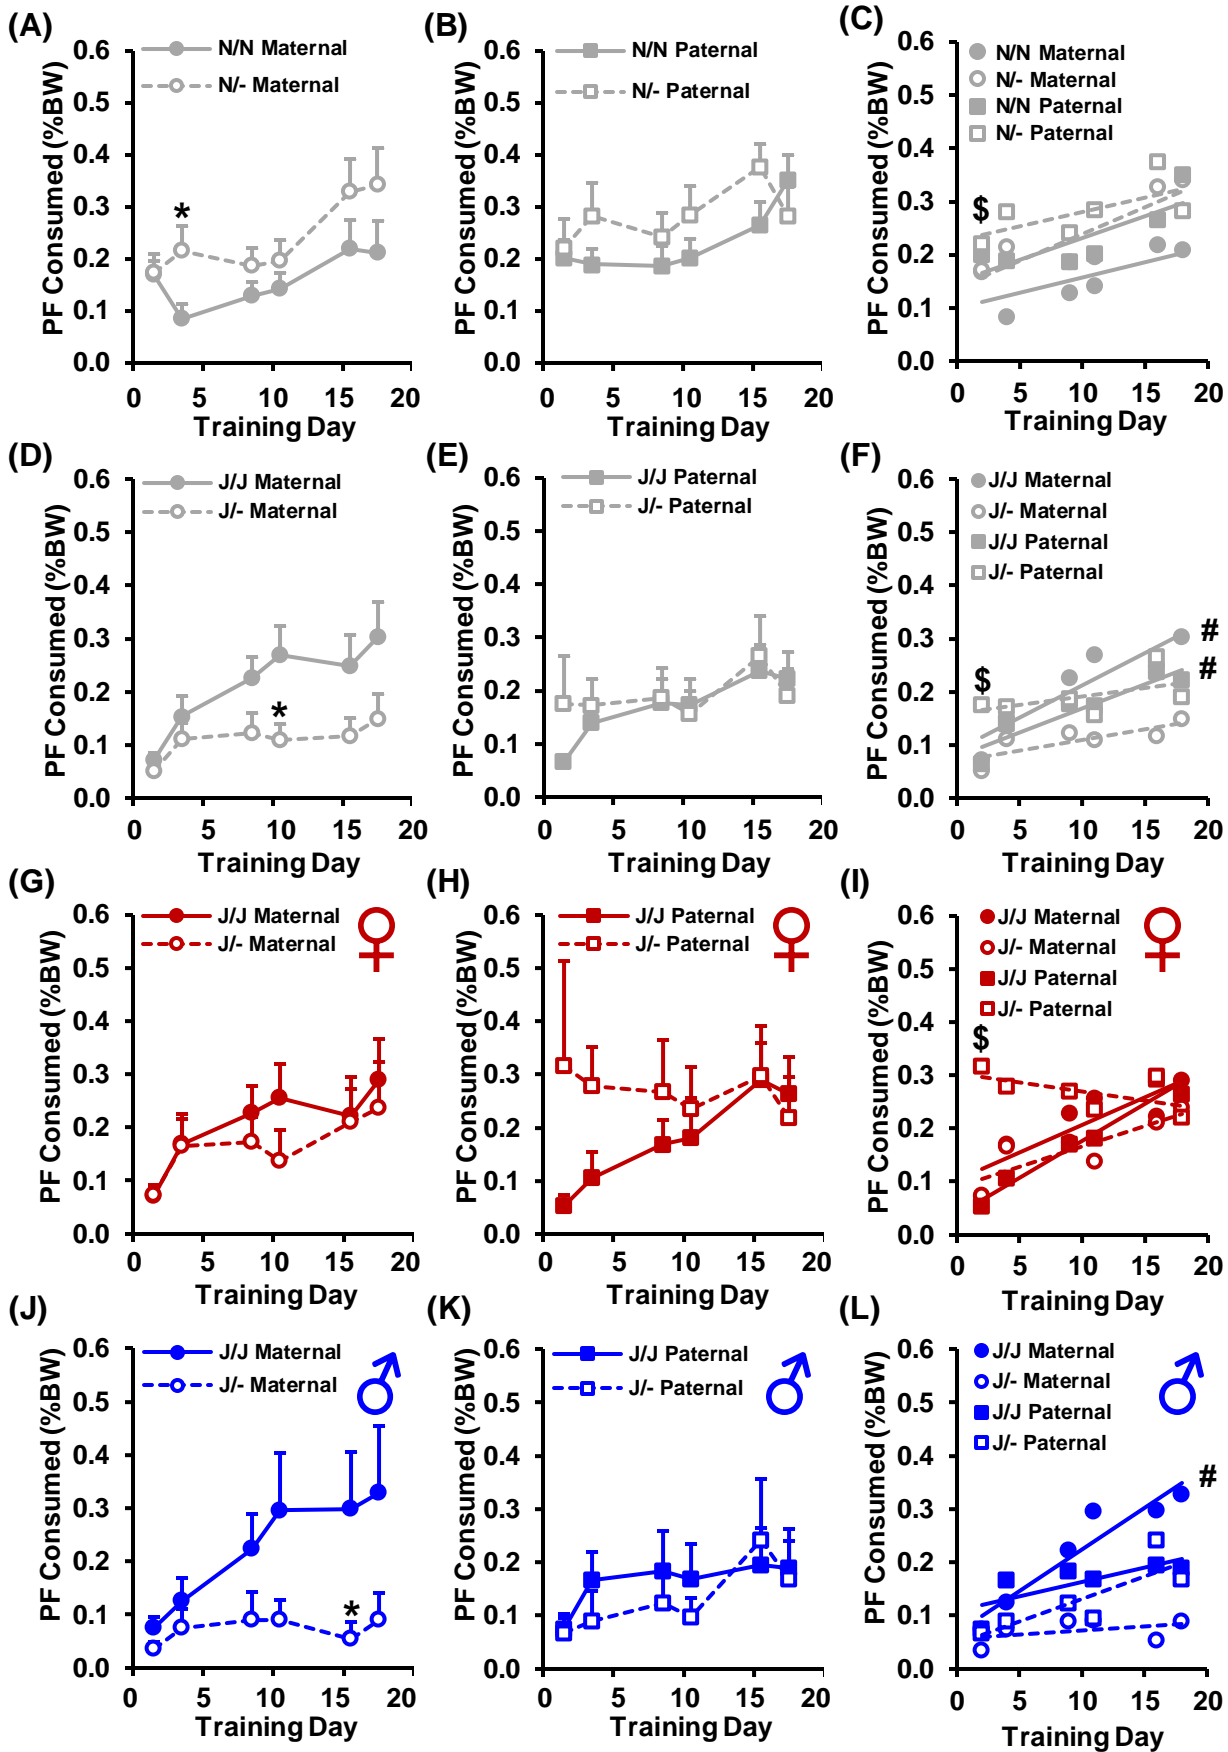 (A)
N/N Maternal
N/- Maternal
PF Consumed (%BW)
0.6
0.5
0.4
0.3
0.2
0.1
0.0
*
0 5 10 15 20
Training Day
(B)
N/N Paternal
N/- Paternal
PF Consumed (%BW)
0.6
0.5
0.4
0.3
0.2
0.1
0.0
0 5 10 15 20
Training Day
(C)
N/N Maternal
N/- Maternal
N/N Paternal
N/- Paternal
PF Consumed (%BW)
0.6
0.5
0.4
0.3
0.2
0.1
0.0
$
0 5 10 15 20
Training Day
(D)
J/J Maternal
J/- Maternal
PF Consumed (%BW)
0.6
0.5
0.4
0.3
0.2
0.1
0.0
*
0 5 10 15 20
Training Day
(E)
J/J Paternal
J/- Paternal
PF Consumed (%BW)
0.6
0.5
0.4
0.3
0.2
0.1
0.0
0 5 10 15 20
Training Day
(F)
J/J Maternal
J/- Maternal
J/J Paternal
J/- Paternal
PF Consumed (%BW)
0.6
0.5
0.4
0.3
0.2
0.1
0.0
$
#
#
0 5 10 15 20
Training Day
(G)
J/J Maternal
J/- Maternal
♀
PF Consumed (%BW)
0.6
0.5
0.4
0.3
0.2
0.1
0.0
0 5 10 15 20
Training Day
(H)
J/J Paternal
J/- Paternal
♀
PF Consumed (%BW)
0.6
0.5
0.4
0.3
0.2
0.1
0.0
0 5 10 15 20
Training Day
(I)
J/J Maternal
J/- Maternal
J/J Paternal
J/- Paternal
♀
PF Consumed (%BW)
0.6
0.5
0.4
0.3
0.2
0.1
0.0
$
0 5 10 15 20
Training Day
(J)
J/J Maternal
J/- Maternal
♂
PF Consumed (%BW)
0.6
0.5
0.4
0.3
0.2
0.1
0.0
*
0 5 10 15 20
Training Day
(K)
J/J Paternal
J/- Paternal
♂
PF Consumed (%BW)
0.6
0.5
0.4
0.3
0.2
0.1
0.0
0 5 10 15 20
Training Day
(L)
J/J Maternal
J/- Maternal
J/J Paternal
J/- Paternal
♂
PF Consumed (%BW)
0.6
0.5
0.4
0.3
0.2
0.1
0.0
#
0 5 10 15 20
Training Day